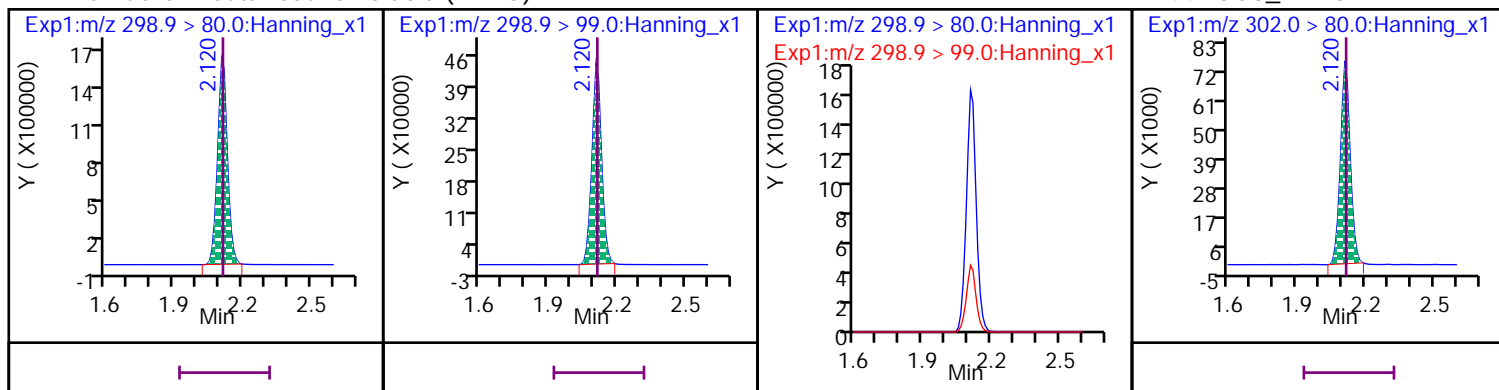 Exp1:m/z 298.9 > 80.0:Hanning_x1
2.120
Y ( X100000)
17
14
11
8
5
2
-1
1.6 1.9 2.2 2.5
Min
Exp1:m/z 298.9 > 99.0:Hanning_x1
2.120
Y ( X10000)
46
39
32
25
18
11
4
-3
1.6 1.9 2.2 2.5
Min
Exp1:m/z 298.9 > 80.0:Hanning_x1
Exp1:m/z 298.9 > 99.0:Hanning_x1
Y ( X100000)
18
16
14
12
10
8
6
4
2
0
1.6 1.9 2.2 2.5
Min
Exp1:m/z 302.0 > 80.0:Hanning_x1
2.120
Y ( X1000)
83
72
61
50
39
28
17
6
-5
1.6 1.9 2.2 2.5
Min